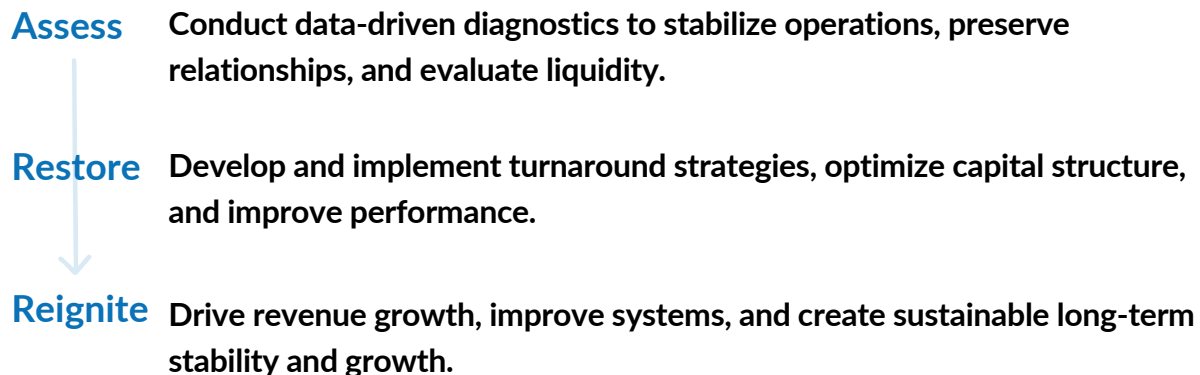 Assess
Conduct data-driven diagnostics to stabilize operations, preserve
relationships, and evaluate liquidity.
Restore
Develop and implement turnaround strategies, optimize capital structure,
and improve performance.
Reignite
Drive revenue growth, improve systems, and create sustainable long-term
stability and growth.